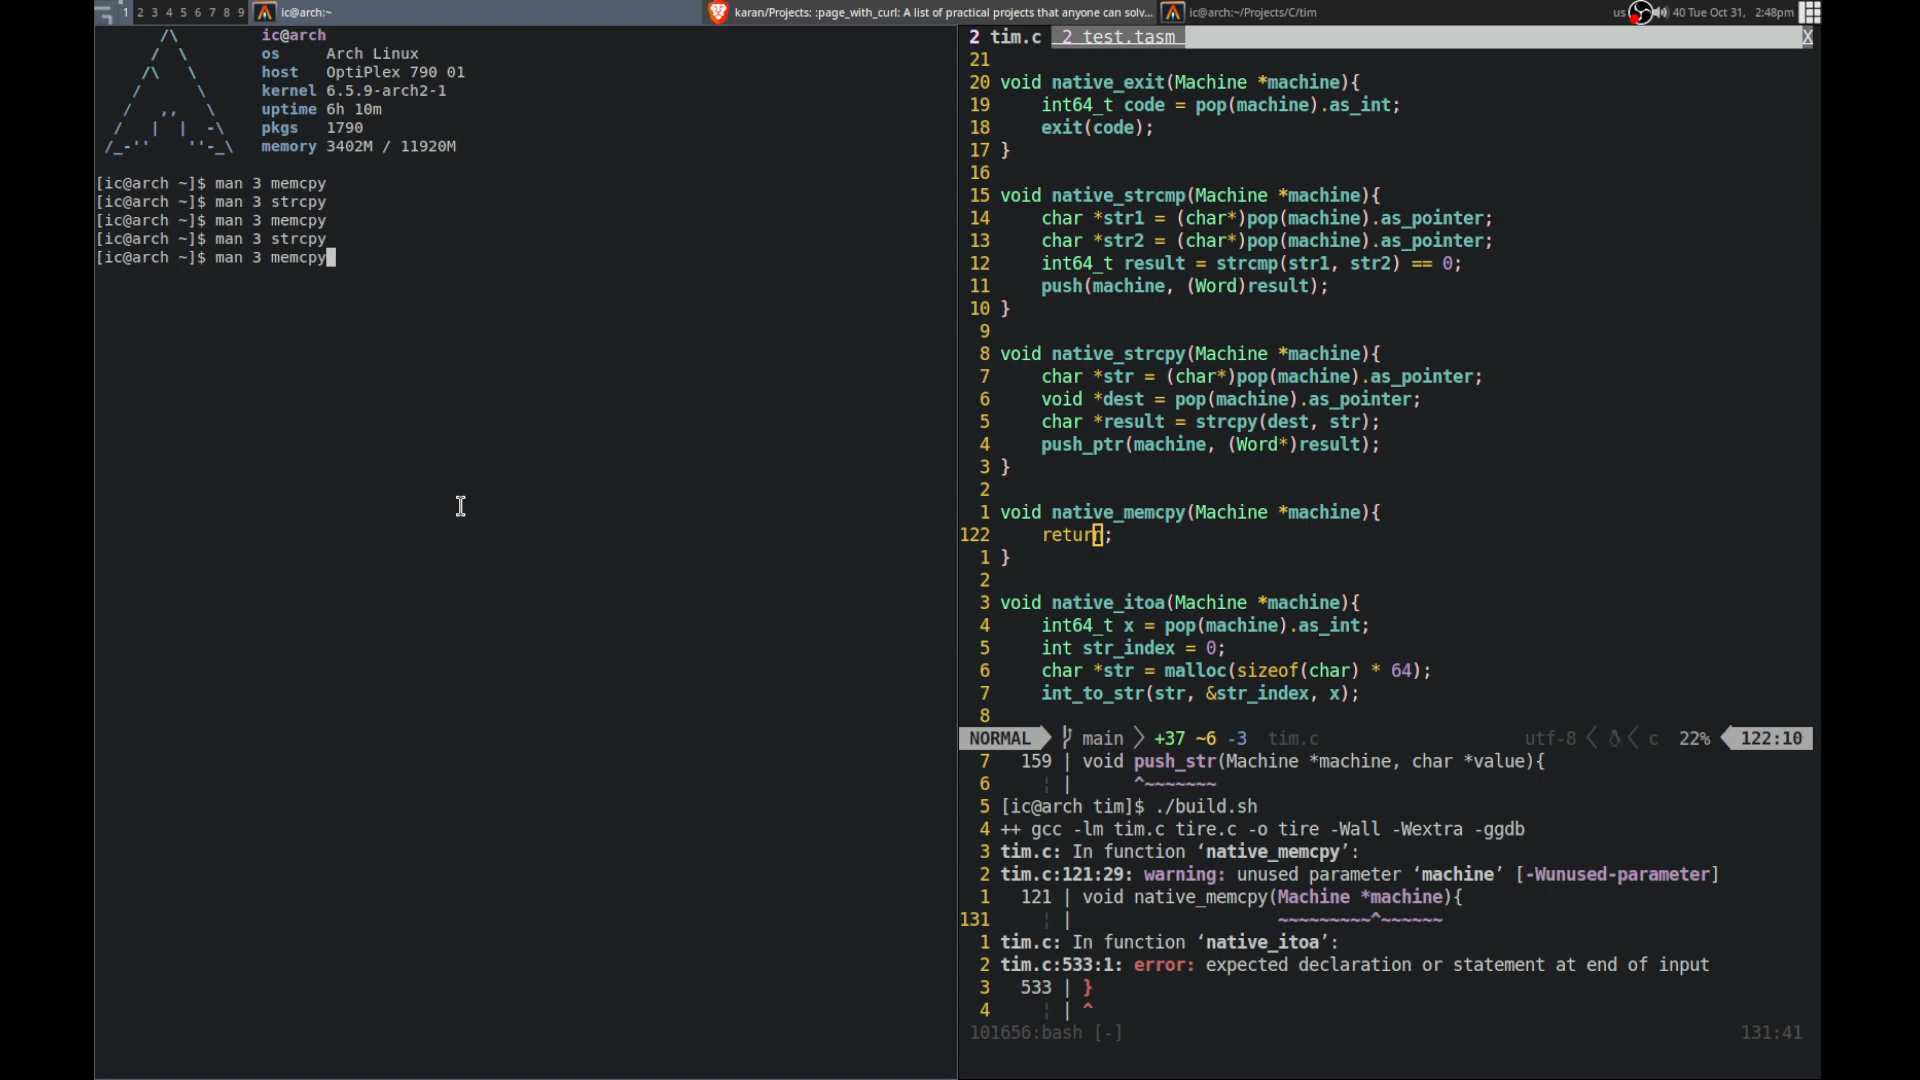 1 2 3 4 5 6 7 8 9 ic@arch:~ karan/Projects: :page_with_curl: A list of practical projects that anyone can solv... ic@arch:~/Projects/C/tim us 40 Tue Oct 31, 2:48pm
/\ ic@arch
/ \ os Arch Linux
/\ \ host OptiPlex 790 01
/ \ kernel 6.5.9-arch2-1
/ ,, \ uptime 6h 10m
/ | | -\ pkgs 1790
/_-'' ''-_\ memory 3402M / 11920M
[ic@arch ~]$ man 3 memcpy
[ic@arch ~]$ man 3 strcpy
[ic@arch ~]$ man 3 memcpy
[ic@arch ~]$ man 3 strcpy
[ic@arch ~]$ man 3 memcpy
2 tim.c 2 test.tasm X
21
20 void native_exit(Machine *machine){
19 int64_t code = pop(machine).as_int;
18 exit(code);
17 }
16
15 void native_strcmp(Machine *machine){
14 char *str1 = (char*)pop(machine).as_pointer;
13 char *str2 = (char*)pop(machine).as_pointer;
12 int64_t result = strcmp(str1, str2) == 0;
11 push(machine, (Word)result);
10 }
9
8 void native_strcpy(Machine *machine){
7 char *str = (char*)pop(machine).as_pointer;
6 void *dest = pop(machine).as_pointer;
5 char *result = strcpy(dest, str);
4 push_ptr(machine, (Word*)result);
3 }
2
1 void native_memcpy(Machine *machine){
122 return;
1 }
2
3 void native_itoa(Machine *machine){
4 int64_t x = pop(machine).as_int;
5 int str_index = 0;
6 char *str = malloc(sizeof(char) * 64);
7 int_to_str(str, &str_index, x);
8
NORMAL main +37 ~6 -3 tim.c utf-8 c 22% 122:10
7 159 | void push_str(Machine *machine, char *value){
6 ¦ | ^~~~~~~~
5 [ic@arch tim]$ ./build.sh
4 ++ gcc -lm tim.c tire.c -o tire -Wall -Wextra -ggdb
3 tim.c: In function ‘native_memcpy’:
2 tim.c:121:29: warning: unused parameter ‘machine’ [-Wunused-parameter]
1 121 | void native_memcpy(Machine *machine){
131 ¦ | ~~~~~~~~~^~~~~~~
1 tim.c: In function ‘native_itoa’:
2 tim.c:533:1: error: expected declaration or statement at end of input
3 533 | }
4 ¦ | ^
101656:bash [-] 131:41